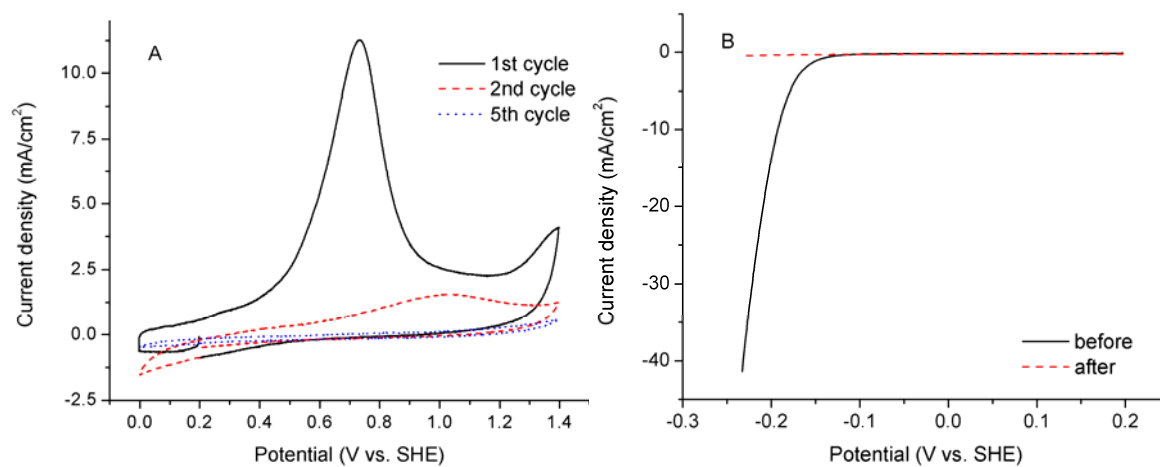 A
1st cycle
2nd cycle
5th cycle
10.0
7.5
5.0
2.5
0.0
-2.5
Current density (mA/cm²)
0.0 0.2 0.4 0.6 0.8 1.0 1.2 1.4
Potential (V vs. SHE)
B
0
-10
-20
-30
-40
Current density (mA/cm²)
before
after
-0.3 -0.2 -0.1 0.0 0.1 0.2
Potential (V vs. SHE)